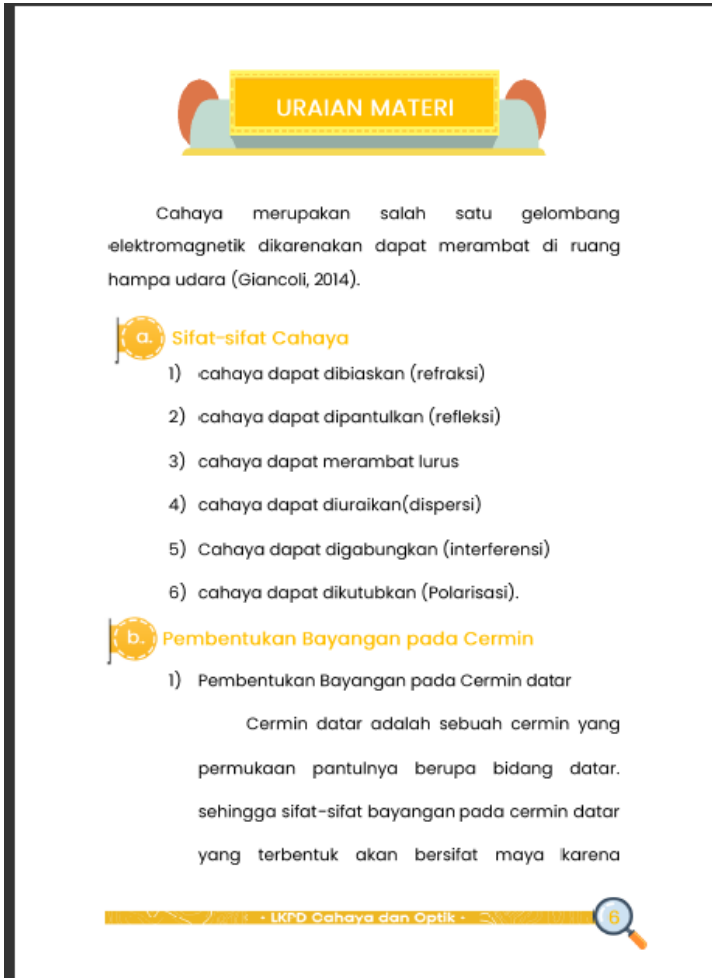 URAIAN MATERI
Cahaya merupakan salah satu gelombang
elektromagnetik dikarenakan dapat merambat di ruang
hampa udara (Giancoli, 2014).
a. Sifat-sifat Cahaya
1) cahaya dapat dibiaskan (refraksi)
2) cahaya dapat dipantulkan (refleksi)
3) cahaya dapat merambat lurus
4) cahaya dapat diuraikan(dispersi)
5) Cahaya dapat digabungkan (interferensi)
6) cahaya dapat dikutubkan (Polarisasi).
b. Pembentukan Bayangan pada Cermin
1) Pembentukan Bayangan pada Cermin datar
Cermin datar adalah sebuah cermin yang
permukaan pantulnya berupa bidang datar.
sehingga sifat-sifat bayangan pada cermin datar
yang terbentuk akan bersifat maya karena
- LKPD Cahaya dan Optik -
6